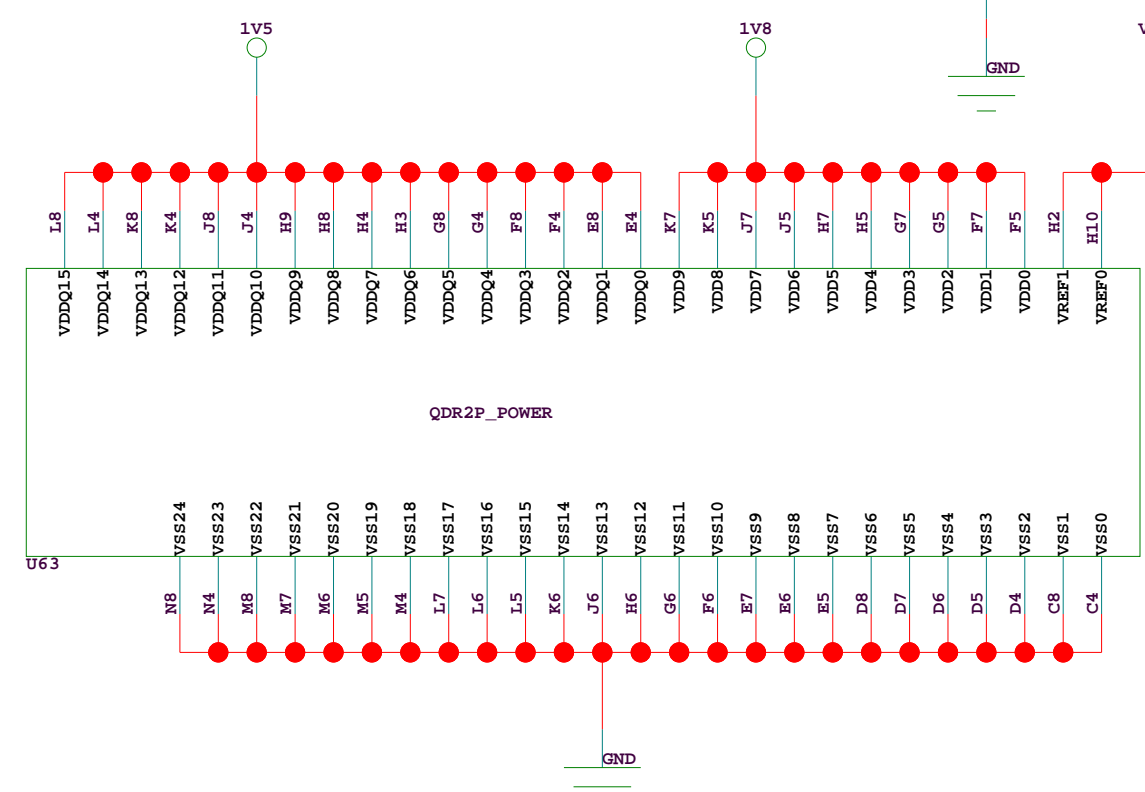 1V5
1V8
V
GND
L8 L4 K8 K4 J8 J4 H9 H8 H4 H3 G8 G4 F8 F4 E8 E4 K7 K5 J7 J5 H7 H5 G7 G5 F7 F5 H2 H10
VDDQ15 VDDQ14 VDDQ13 VDDQ12 VDDQ11 VDDQ10 VDDQ9 VDDQ8 VDDQ7 VDDQ6 VDDQ5 VDDQ4 VDDQ3 VDDQ2 VDDQ1 VDDQ0 VDD9 VDD8 VDD7 VDD6 VDD5 VDD4 VDD3 VDD2 VDD1 VDD0 VREF1 VREF0
QDR2P_POWER
VSS24 VSS23 VSS22 VSS21 VSS20 VSS19 VSS18 VSS17 VSS16 VSS15 VSS14 VSS13 VSS12 VSS11 VSS10 VSS9 VSS8 VSS7 VSS6 VSS5 VSS4 VSS3 VSS2 VSS1 VSS0
U63
N8 N4 M8 M7 M6 M5 M4 L7 L6 L5 K6 J6 H6 G6 F6 E7 E6 E5 D8 D7 D6 D5 D4 C8 C4
GND